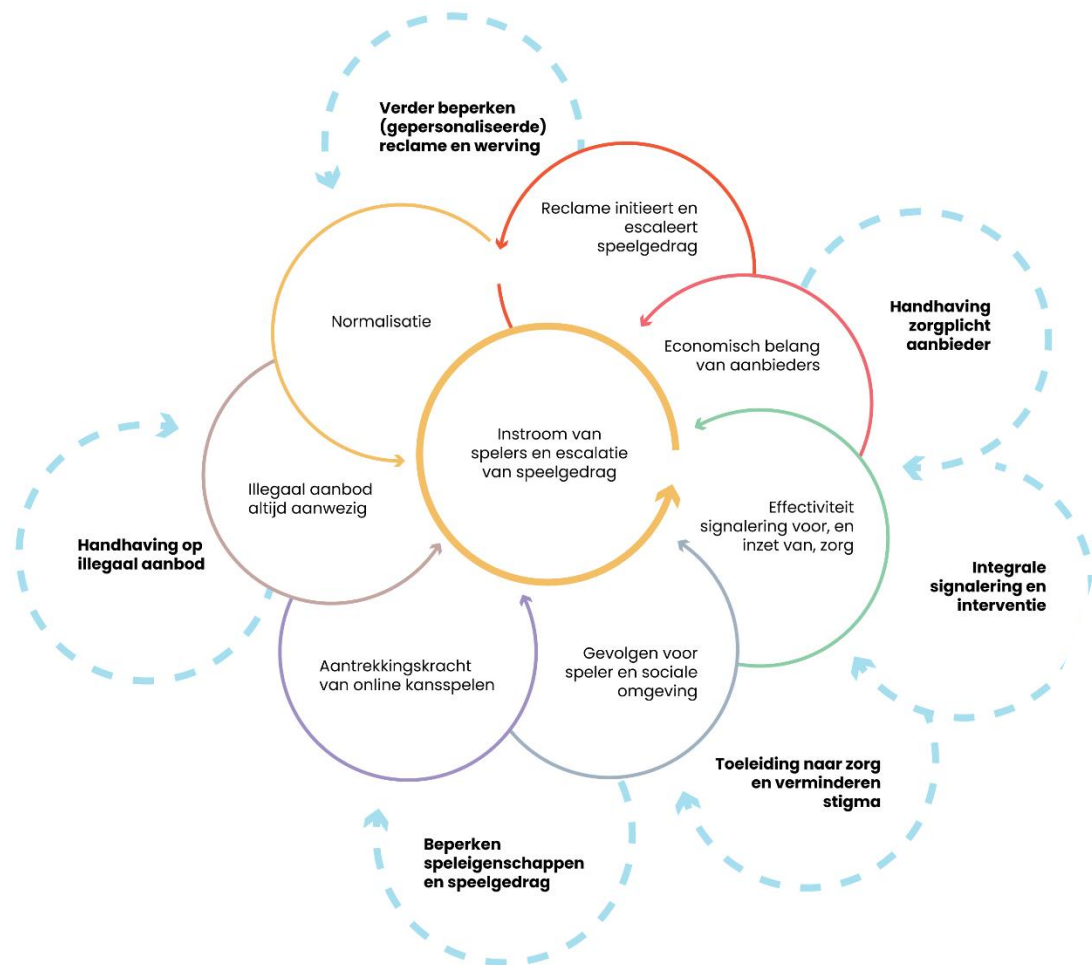 Verder beperken
(gepersonaliseerde)
reclame en werving
Reclame initieert en
escaleert
speelgedrag
Normalisatie
Economisch belang
van aanbieders
Handhaving
zorgplicht
aanbieder
Instroom van
spelers en escalatie
van speelgedrag
Illegaal aanbod
altijd aanwezig
Effectiviteit
signalering voor, en
inzet van, zorg
Handhaving op
illegaal aanbod
Integrale
signalering en
interventie
Aantrekkingskracht
van online kansspelen
Gevolgen voor
speler en sociale
omgeving
Toeleiding naar zorg
en verminderen
stigma
Beperken
speleigenschappen
en speelgedrag